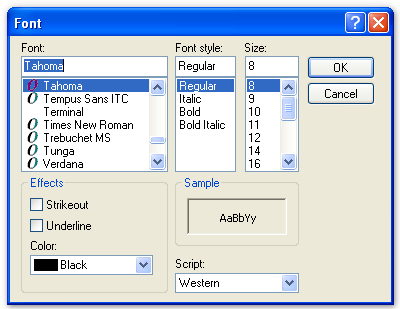 Font
Font:
Font style:
Size:
Tahoma
Regular
8
OK
Cancel
Tahoma
Tempus Sans ITC
Terminal
Times New Roman
Trebuchet MS
Tunga
Verdana
Regular
Italic
Bold
Bold Italic
8
9
10
11
12
14
16
Effects
Strikeout
Underline
Color:
Black
Sample
AaBbYy
Script:
Western